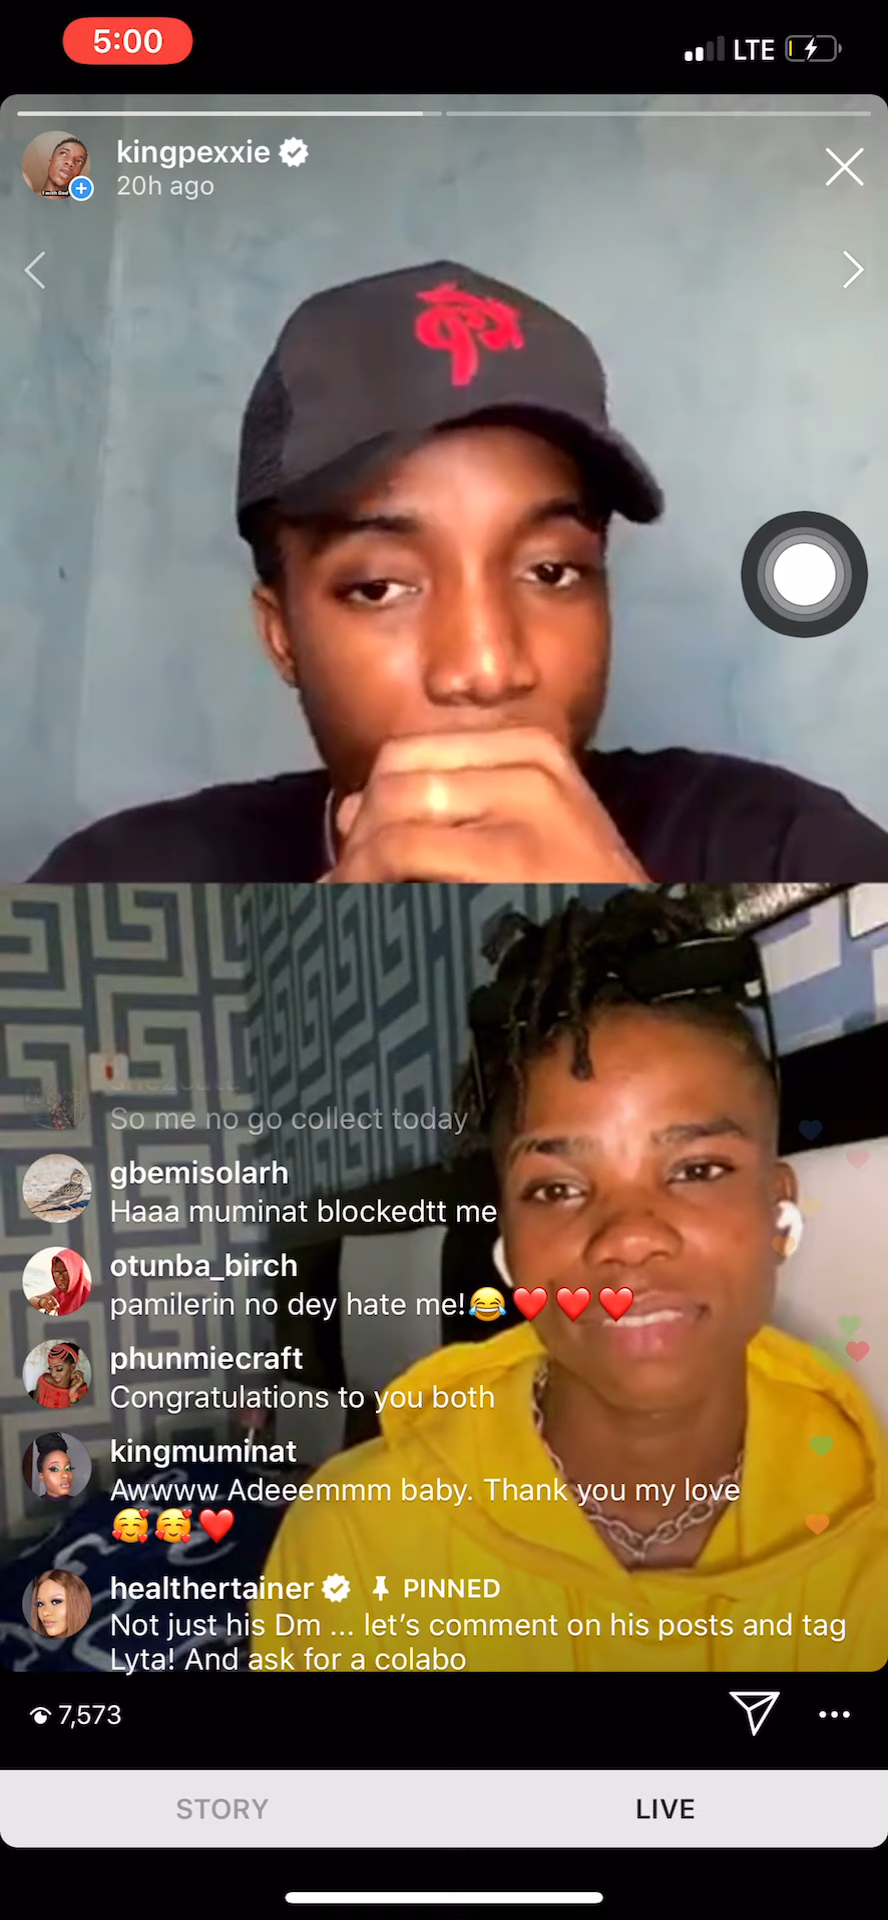 5:00
LTE
kingpexxie
20h ago
So me no go collect today
gbemisolarh
Haaa muminat blockedtt me
otunba_birch
pamilerin no dey hate me!😂❤️❤️❤️
phunmiecraft
Congratulations to you both
kingmuminat
Awwww Adeeemmm baby. Thank you my love
🥰🥰❤️
healthertainer PINNED
Not just his Dm ... let's comment on his posts and tag
Lyta! And ask for a colabo
7,573
STORY
LIVE